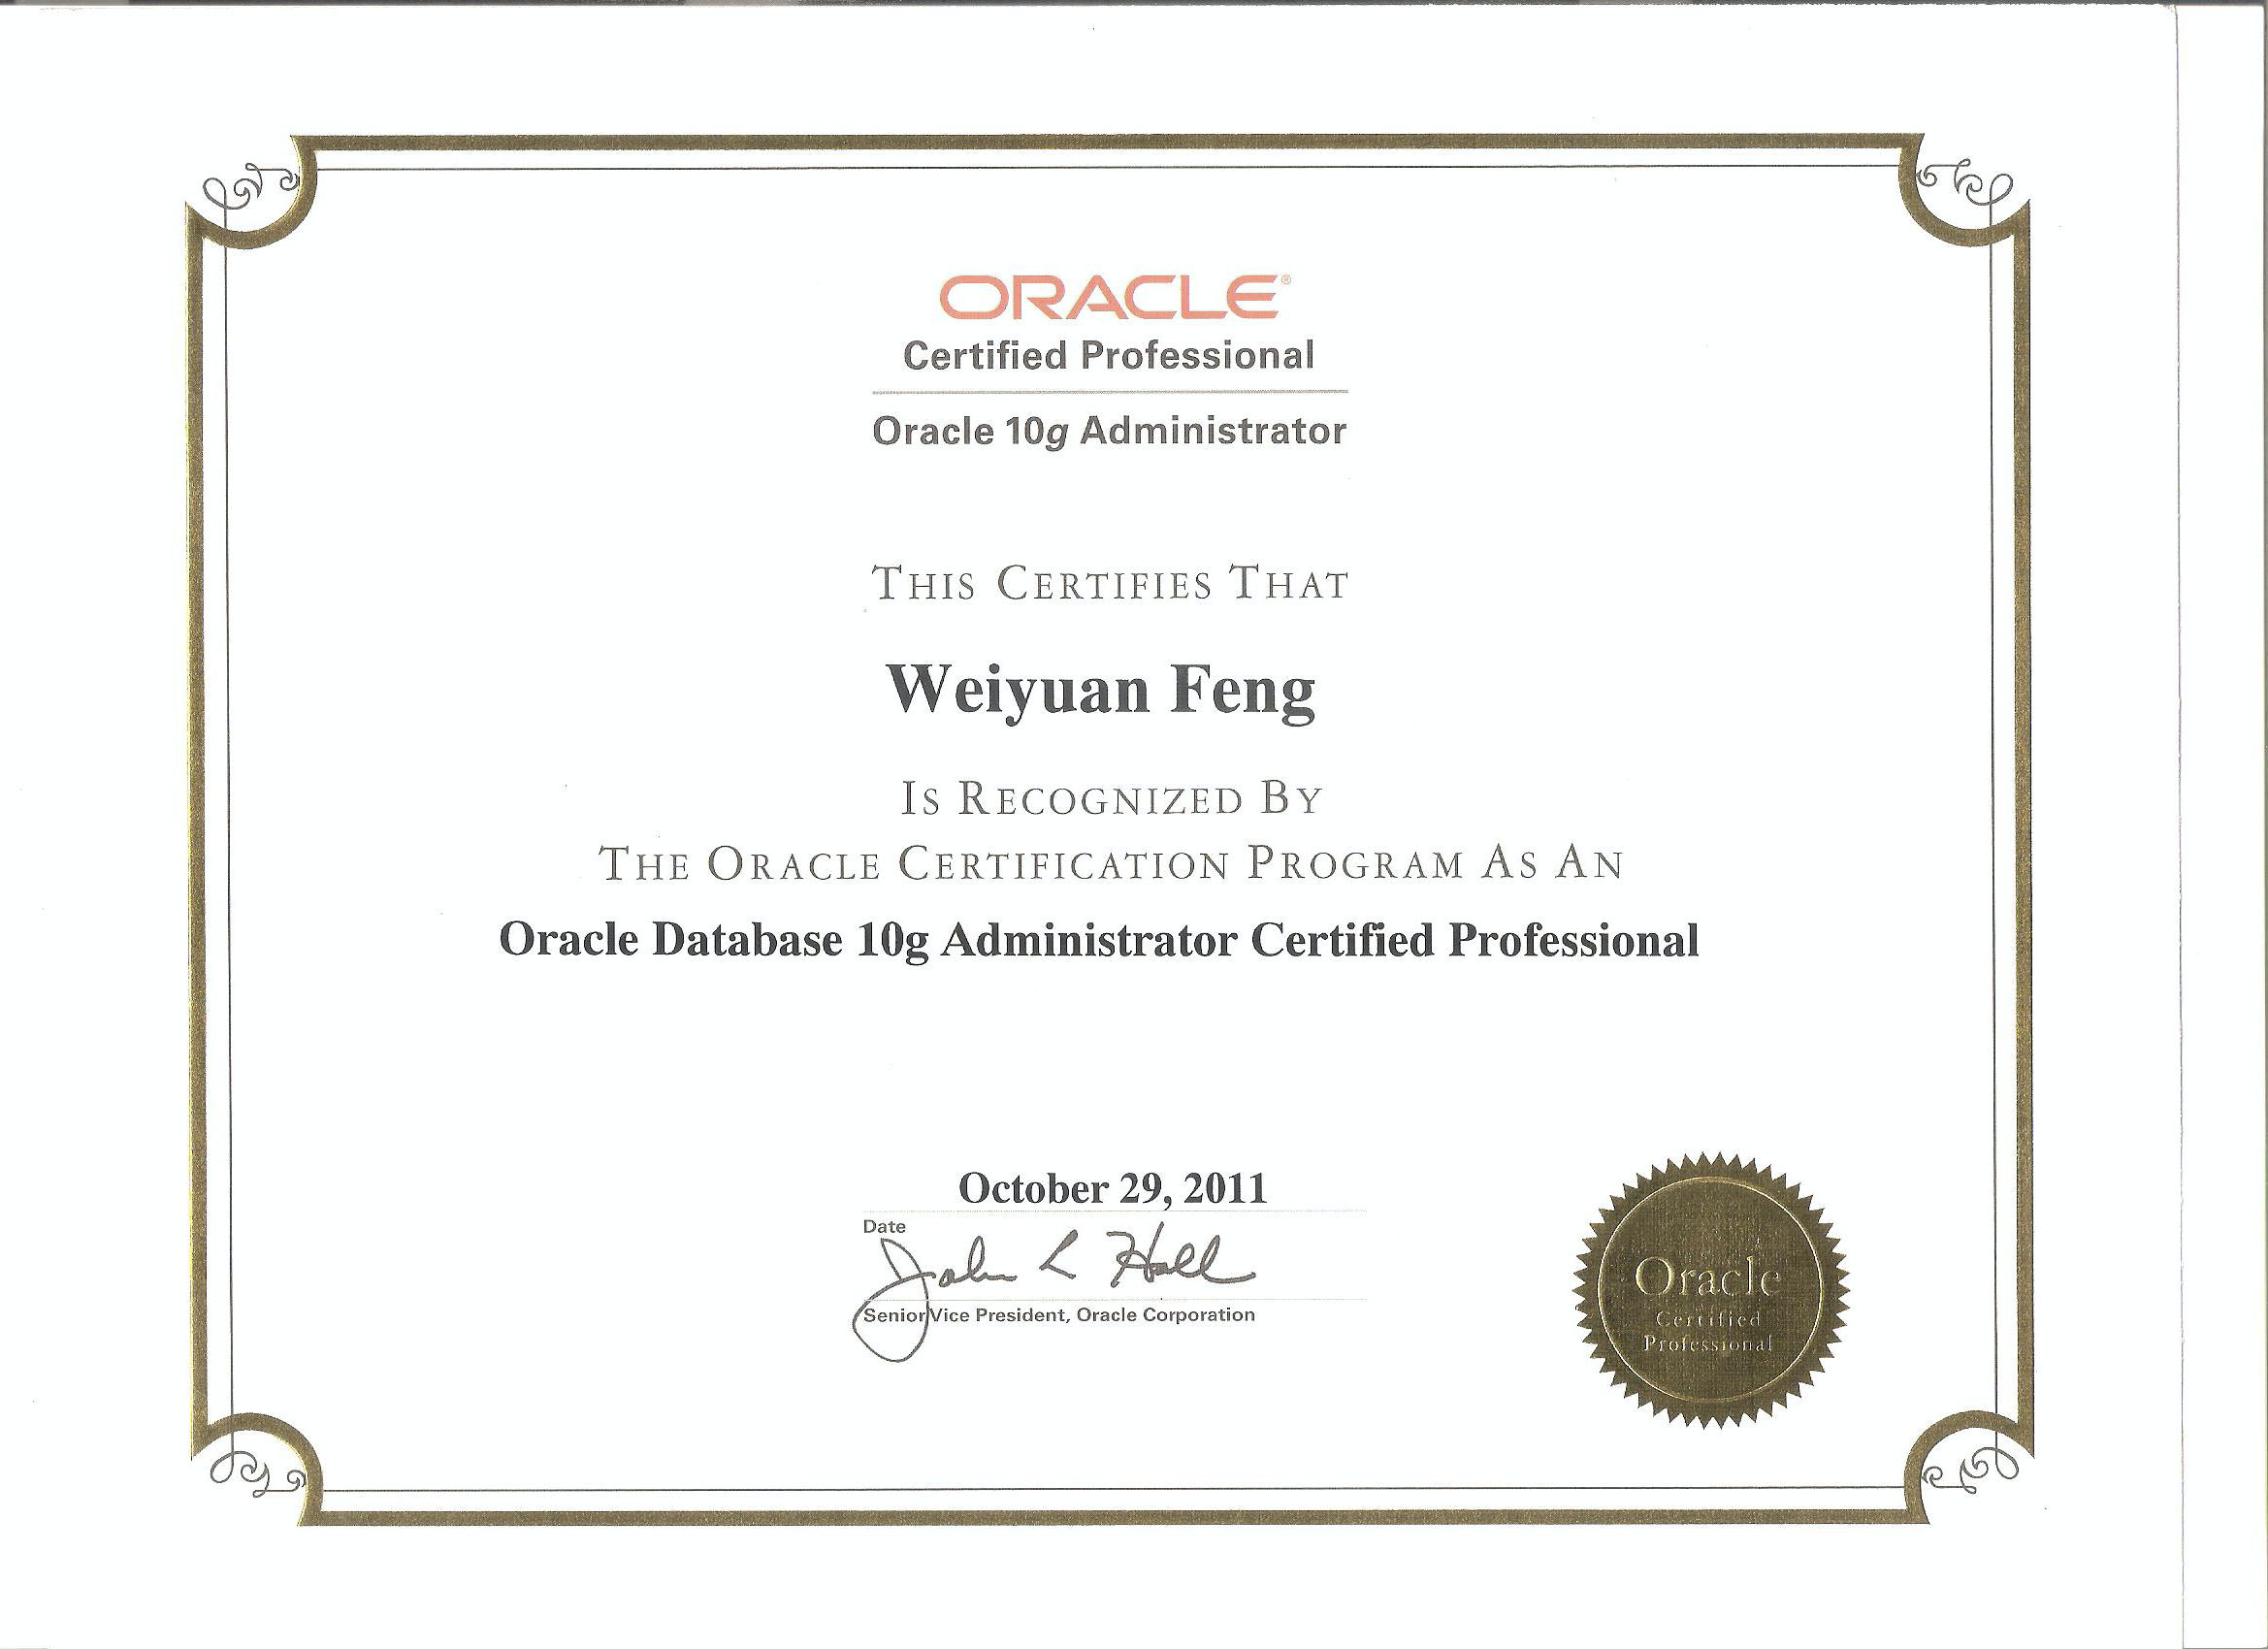 ORACLE®
Certified Professional
Oracle 10g Administrator
THIS CERTIFIES THAT
Weiyuan Feng
IS RECOGNIZED BY
THE ORACLE CERTIFICATION PROGRAM AS AN
Oracle Database 10g Administrator Certified Professional
October 29, 2011
Date
John L Hall
Senior Vice President, Oracle Corporation
Oracle
Certified
Professional